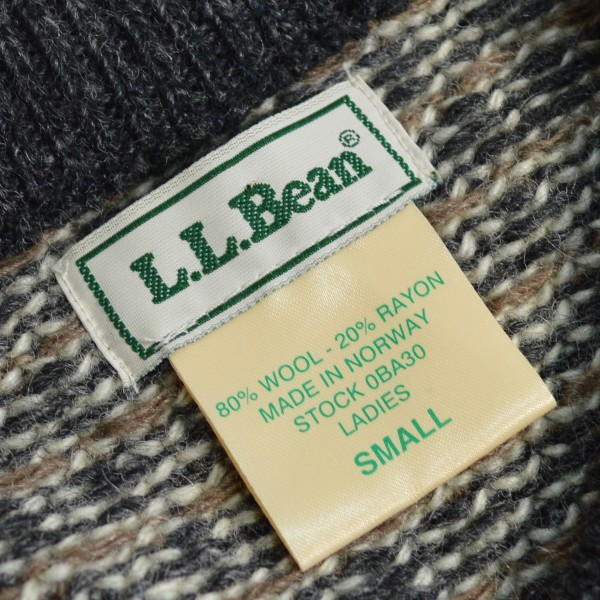 L.L.Bean®
80% WOOL - 20% RAYON
MADE IN NORWAY
STOCK 0BA30
LADIES
SMALL